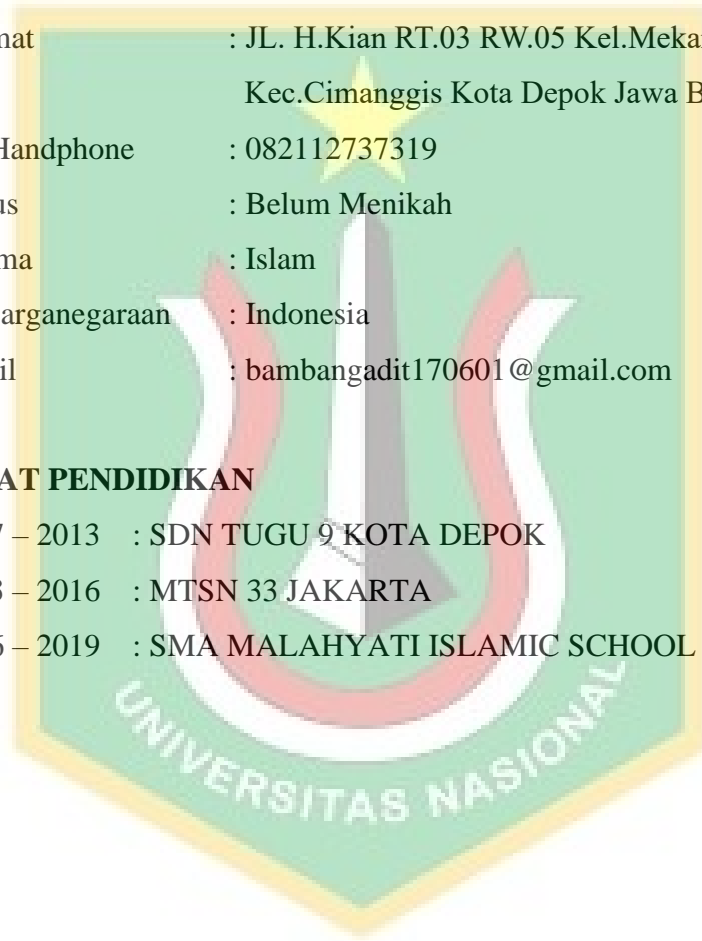 mat : JL. H.Kian RT.03 RW.05 Kel.Mekar
Kec.Cimanggis Kota Depok Jawa B
Handphone : 082112737319
us : Belum Menikah
ma : Islam
arganegaraan : Indonesia
il : bambangadit170601@gmail.com
AT PENDIDIKAN
7 – 2013 : SDN TUGU 9 KOTA DEPOK
3 – 2016 : MTSN 33 JAKARTA
6 – 2019 : SMA MALAHYATI ISLAMIC SCHOOL
UNIVERSITAS NASIONAL